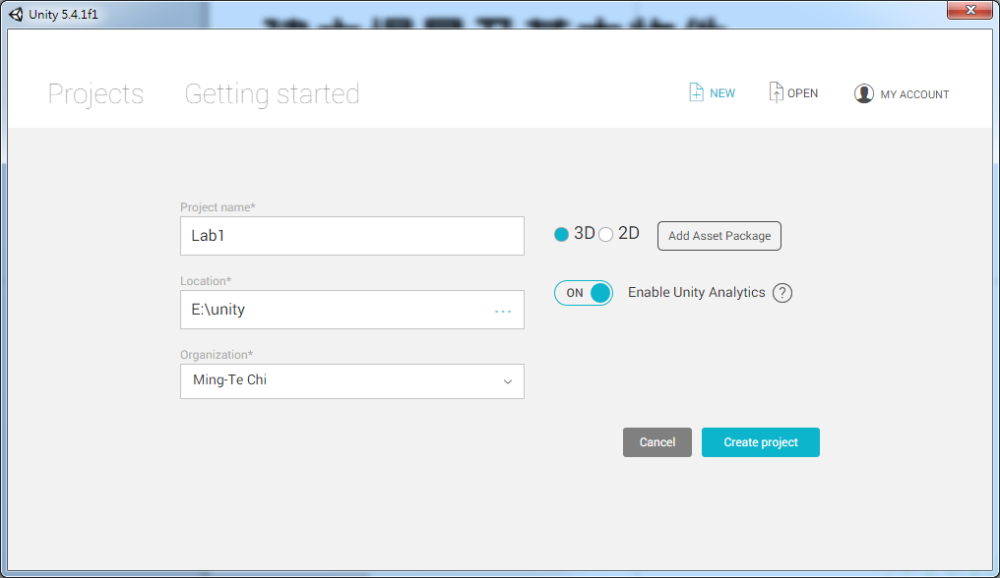 Unity 5.4.1f1
Projects
Getting started
NEW
OPEN
MY ACCOUNT
Project name*
Lab1
3D
2D
Add Asset Package
Location*
E:\unity
...
ON
Enable Unity Analytics
?
Organization*
Ming-Te Chi
Cancel
Create project